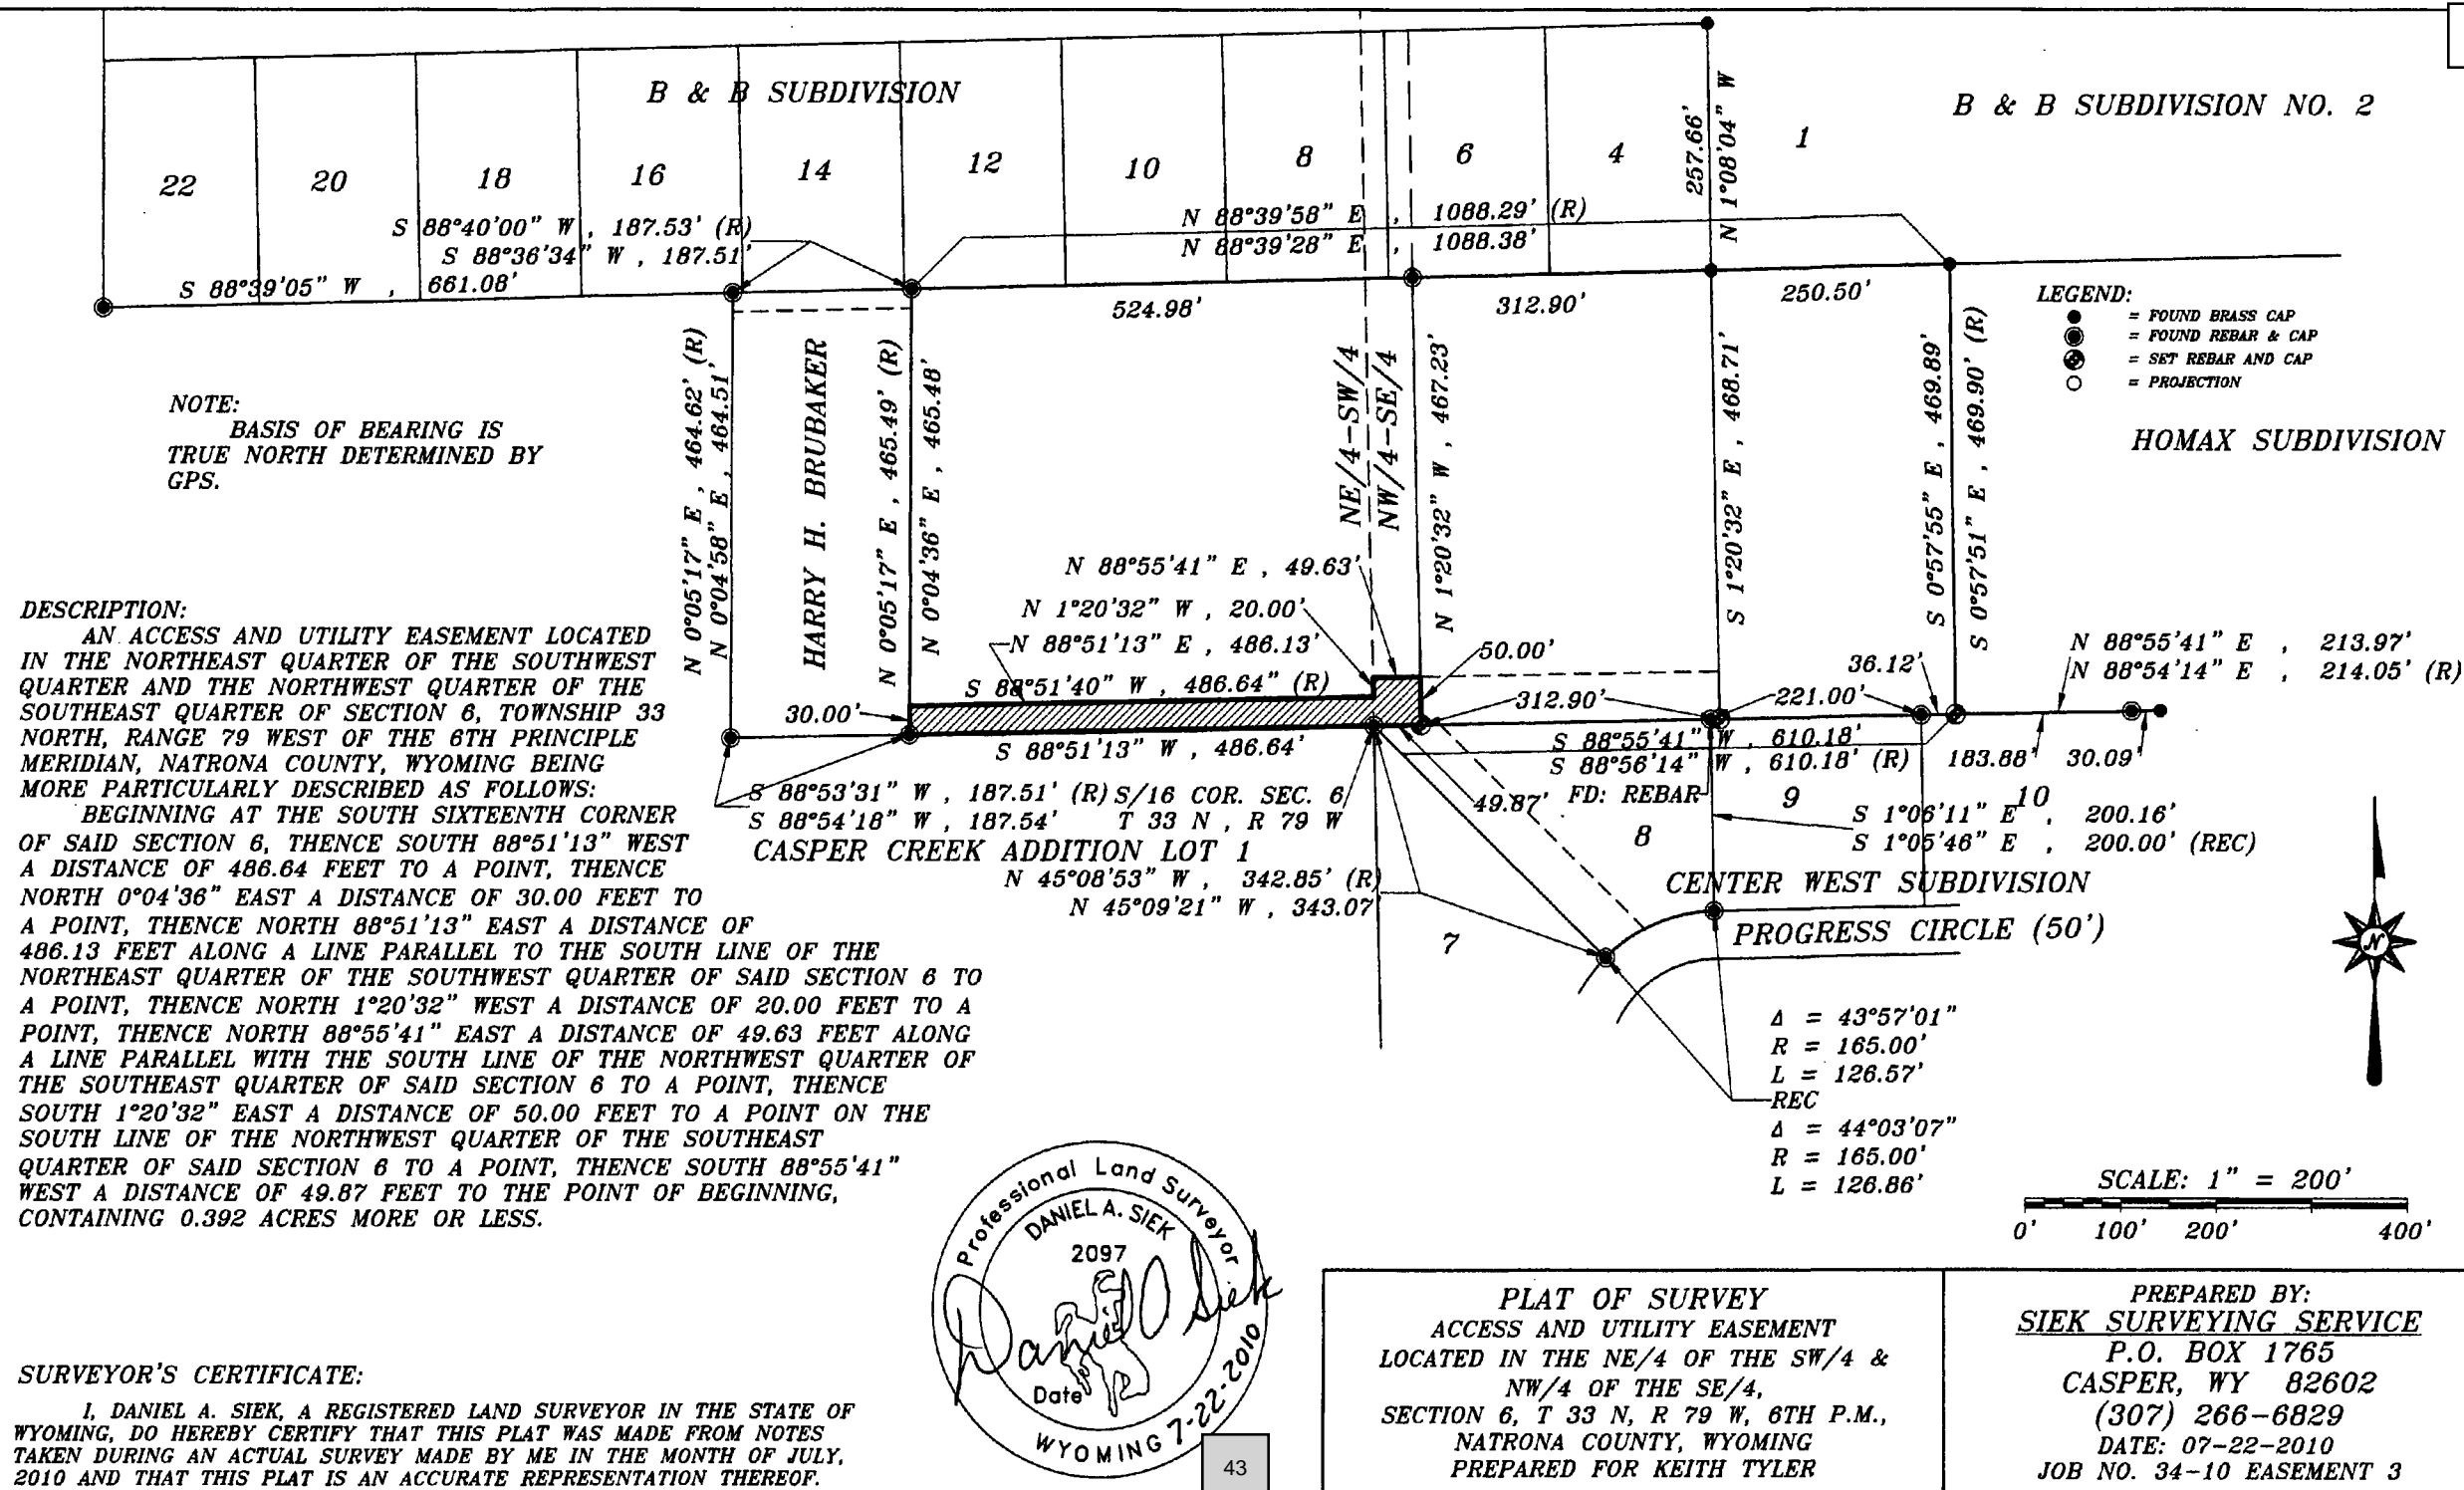 B & B SUBDIVISION
B & B SUBDIVISION NO. 2
22
20
18
16
14
12
10
8
6
4
1
257.66'
N 1°08'04" W
S 88°40'00" W , 187.53' (R)
S 88°36'34" W , 187.51'
S 88°39'05" W , 661.08'
N 88°39'58" E , 1088.29' (R)
N 88°39'28" E , 1088.38'
524.98'
312.90'
250.50'
LEGEND:
= FOUND BRASS CAP
= FOUND REBAR & CAP
= SET REBAR AND CAP
= PROJECTION
HOMAX SUBDIVISION
NOTE:
BASIS OF BEARING IS
TRUE NORTH DETERMINED BY
GPS.
N 0°05'17" E , 464.62' (R)
N 0°04'58" E , 464.51'
HARRY H. BRUBAKER
N 0°05'17" E , 465.49' (R)
N 0°04'36" E , 465.48'
NE/4-SW/4
NW/4-SE/4
N 1°20'32" W , 467.23'
S 1°20'32" E , 468.71'
S 0°57'55" E , 469.89'
S 0°57'51" E , 469.90' (R)
N 88°55'41" E , 49.63'
N 1°20'32" W , 20.00'
N 88°51'13" E , 486.13'
S 88°51'40" W , 486.64" (R)
30.00'
50.00'
312.90'
36.12'
221.00'
N 88°55'41" E , 213.97'
N 88°54'14" E , 214.05' (R)
S 88°51'13" W , 486.64'
S 88°55'41" W , 610.18'
S 88°56'14" W , 610.18' (R)
183.88'
30.09'
S 88°53'31" W , 187.51' (R)
S 88°54'18" W , 187.54'
S/16 COR. SEC. 6
T 33 N , R 79 W
49.87'
FD: REBAR
9
10
8
7
S 1°06'11" E , 200.16'
S 1°05'46" E , 200.00' (REC)
CASPER CREEK ADDITION LOT 1
N 45°08'53" W , 342.85' (R)
N 45°09'21" W , 343.07'
CENTER WEST SUBDIVISION
PROGRESS CIRCLE (50')
Δ = 43°57'01"
R = 165.00'
L = 126.57'
REC
Δ = 44°03'07"
R = 165.00'
L = 126.86'
N
SCALE: 1" = 200'
0' 100' 200' 400'
DESCRIPTION:
AN ACCESS AND UTILITY EASEMENT LOCATED
IN THE NORTHEAST QUARTER OF THE SOUTHWEST
QUARTER AND THE NORTHWEST QUARTER OF THE
SOUTHEAST QUARTER OF SECTION 6, TOWNSHIP 33
NORTH, RANGE 79 WEST OF THE 6TH PRINCIPLE
MERIDIAN, NATRONA COUNTY, WYOMING BEING
MORE PARTICULARLY DESCRIBED AS FOLLOWS:
BEGINNING AT THE SOUTH SIXTEENTH CORNER
OF SAID SECTION 6, THENCE SOUTH 88°51'13" WEST
A DISTANCE OF 486.64 FEET TO A POINT, THENCE
NORTH 0°04'36" EAST A DISTANCE OF 30.00 FEET TO
A POINT, THENCE NORTH 88°51'13" EAST A DISTANCE OF
486.13 FEET ALONG A LINE PARALLEL TO THE SOUTH LINE OF THE
NORTHEAST QUARTER OF THE SOUTHWEST QUARTER OF SAID SECTION 6 TO
A POINT, THENCE NORTH 1°20'32" WEST A DISTANCE OF 20.00 FEET TO A
POINT, THENCE NORTH 88°55'41" EAST A DISTANCE OF 49.63 FEET ALONG
A LINE PARALLEL WITH THE SOUTH LINE OF THE NORTHWEST QUARTER OF
THE SOUTHEAST QUARTER OF SAID SECTION 6 TO A POINT, THENCE
SOUTH 1°20'32" EAST A DISTANCE OF 50.00 FEET TO A POINT ON THE
SOUTH LINE OF THE NORTHWEST QUARTER OF THE SOUTHEAST
QUARTER OF SAID SECTION 6 TO A POINT, THENCE SOUTH 88°55'41"
WEST A DISTANCE OF 49.87 FEET TO THE POINT OF BEGINNING,
CONTAINING 0.392 ACRES MORE OR LESS.
SURVEYOR'S CERTIFICATE:
I, DANIEL A. SIEK, A REGISTERED LAND SURVEYOR IN THE STATE OF
WYOMING, DO HEREBY CERTIFY THAT THIS PLAT WAS MADE FROM NOTES
TAKEN DURING AN ACTUAL SURVEY MADE BY ME IN THE MONTH OF JULY,
2010 AND THAT THIS PLAT IS AN ACCURATE REPRESENTATION THEREOF.
Professional Land Surveyor
DANIEL A. SIEK
2097
Daniel A Siek
Date
7-22-2010
WYOMING
43
PLAT OF SURVEY
ACCESS AND UTILITY EASEMENT
LOCATED IN THE NE/4 OF THE SW/4 &
NW/4 OF THE SE/4,
SECTION 6, T 33 N, R 79 W, 6TH P.M.,
NATRONA COUNTY, WYOMING
PREPARED FOR KEITH TYLER
PREPARED BY:
SIEK SURVEYING SERVICE
P.O. BOX 1765
CASPER, WY 82602
(307) 266-6829
DATE: 07-22-2010
JOB NO. 34-10 EASEMENT 3